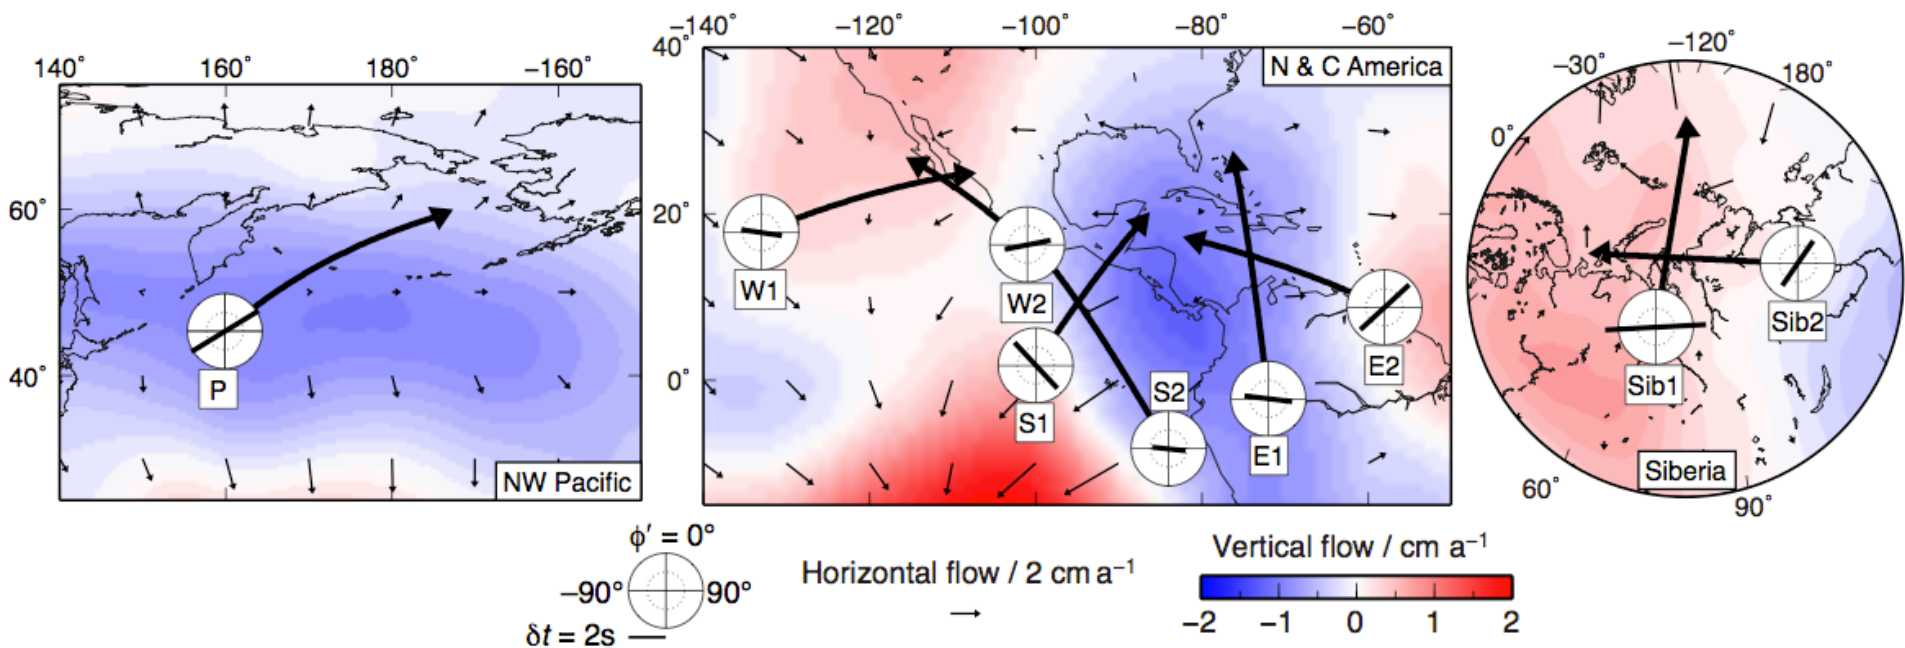 140˚ 160˚ 180˚ −160˚
60˚
40˚
P
NW Pacific
−140˚ −120˚ −100˚ −80˚ −60˚
40˚
20˚
0˚
N & C America
W1
W2
S1
S2
E1
E2
−120˚
−30˚ 180˚
0˚
Sib2
Sib1
Siberia
60˚
90˚
ϕ′ = 0°
−90° 90°
δt = 2s
Horizontal flow / 2 cm a⁻¹
Vertical flow / cm a⁻¹
−2 −1 0 1 2